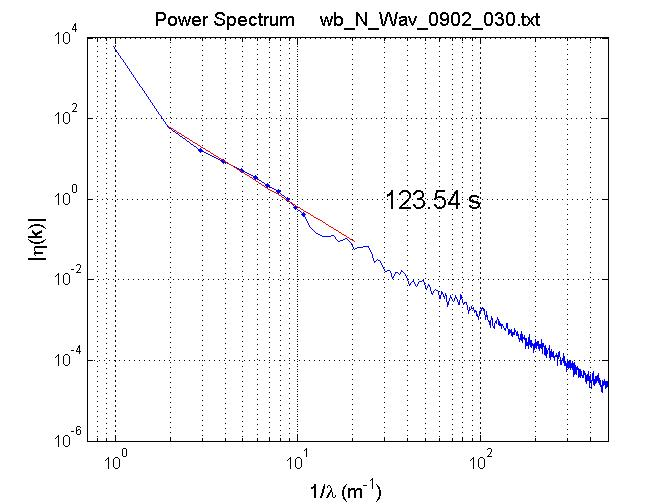 Power Spectrum wb_N_Wav_0902_030.txt
10^4
10^2
10^0
10^-2
10^-4
10^-6
|η(k)|
123.54 s
10^0 10^1 10^2
1/λ (m^-1)